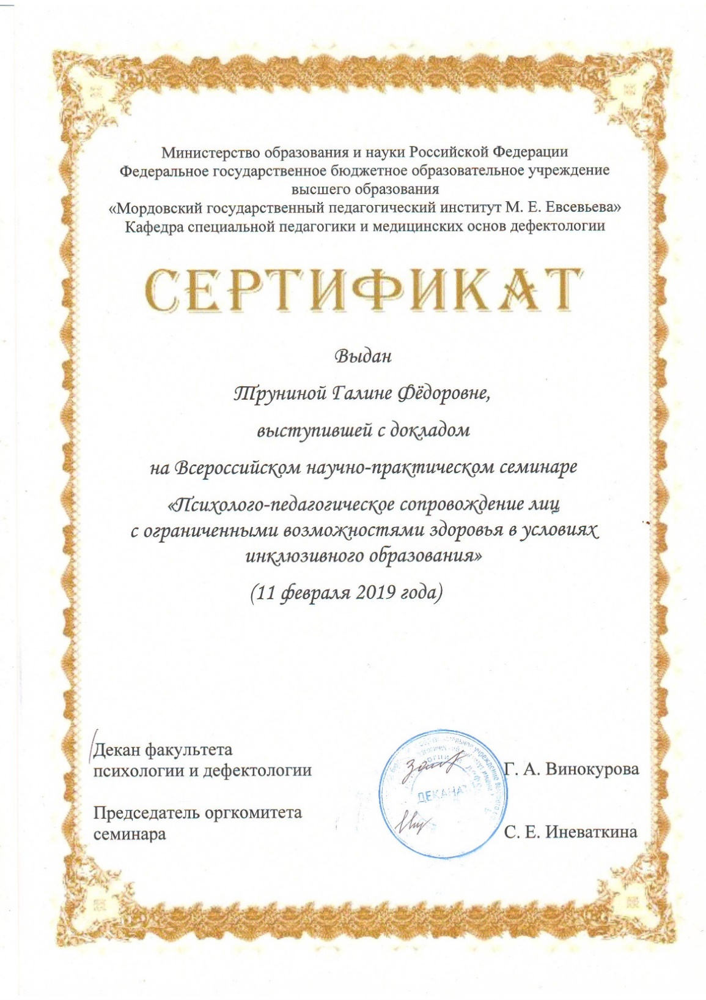 Министерство образования и науки Российской Федерации
Федеральное государственное бюджетное образовательное учреждение
высшего образования
«Мордовский государственный педагогический институт М. Е. Евсевьева»
Кафедра специальной педагогики и медицинских основ дефектологии
СЕРТИФИКАТ
Выдан
Труниной Галине Фёдоровне,
выступившей с докладом
на Всероссийском научно-практическом семинаре
«Психолого-педагогическое сопровождение лиц
с ограниченными возможностями здоровья в условиях
инклюзивного образования»
(11 февраля 2019 года)
Декан факультета
психологии и дефектологии
Г. А. Винокурова
ДЕКАНАТ
Председатель оргкомитета
семинара
С. Е. Иневаткина